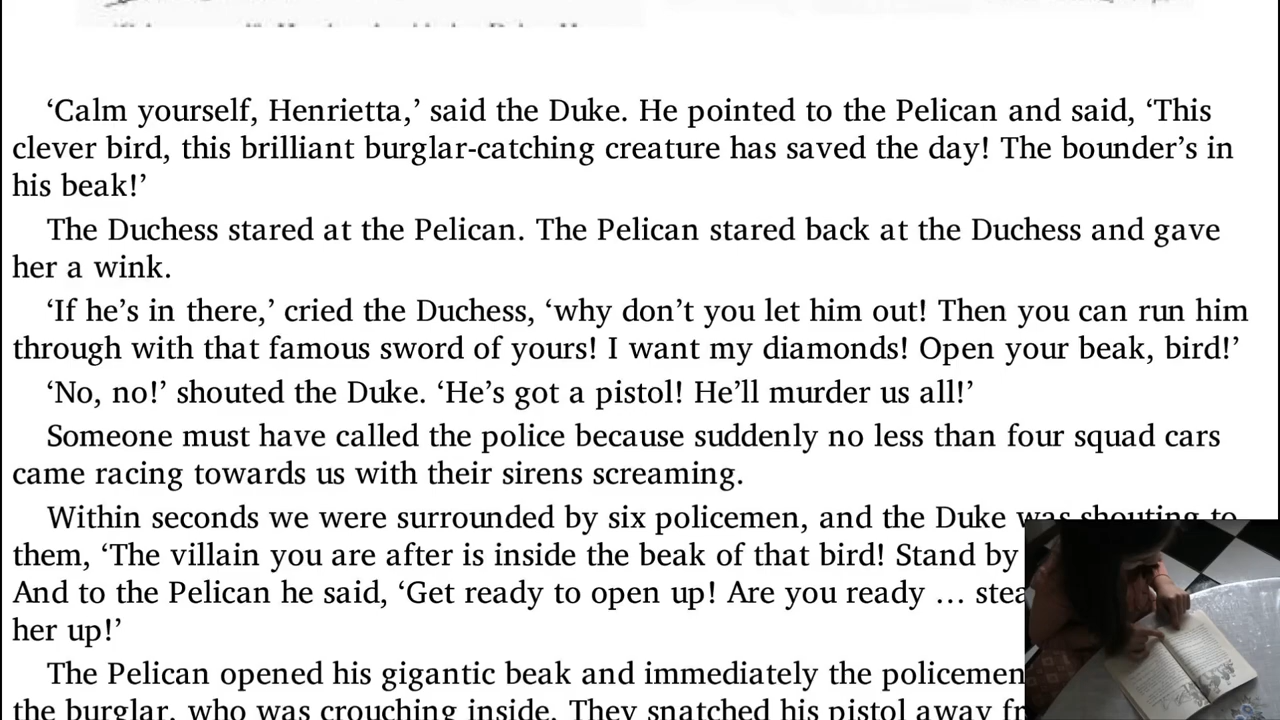 ‘Calm yourself, Henrietta,’ said the Duke. He pointed to the Pelican and said, ‘This
clever bird, this brilliant burglar-catching creature has saved the day! The bounder’s in
his beak!’
The Duchess stared at the Pelican. The Pelican stared back at the Duchess and gave
her a wink.
‘If he’s in there,’ cried the Duchess, ‘why don’t you let him out! Then you can run him
through with that famous sword of yours! I want my diamonds! Open your beak, bird!’
‘No, no!’ shouted the Duke. ‘He’s got a pistol! He’ll murder us all!’
Someone must have called the police because suddenly no less than four squad cars
came racing towards us with their sirens screaming.
Within seconds we were surrounded by six policemen, and the Duke was shouting to
them, ‘The villain you are after is inside the beak of that bird! Stand by
And to the Pelican he said, ‘Get ready to open up! Are you ready …
her up!’
The Pelican opened his gigantic beak and immediately the policemen
the burglar, who was crouching inside. They snatched his pistol away